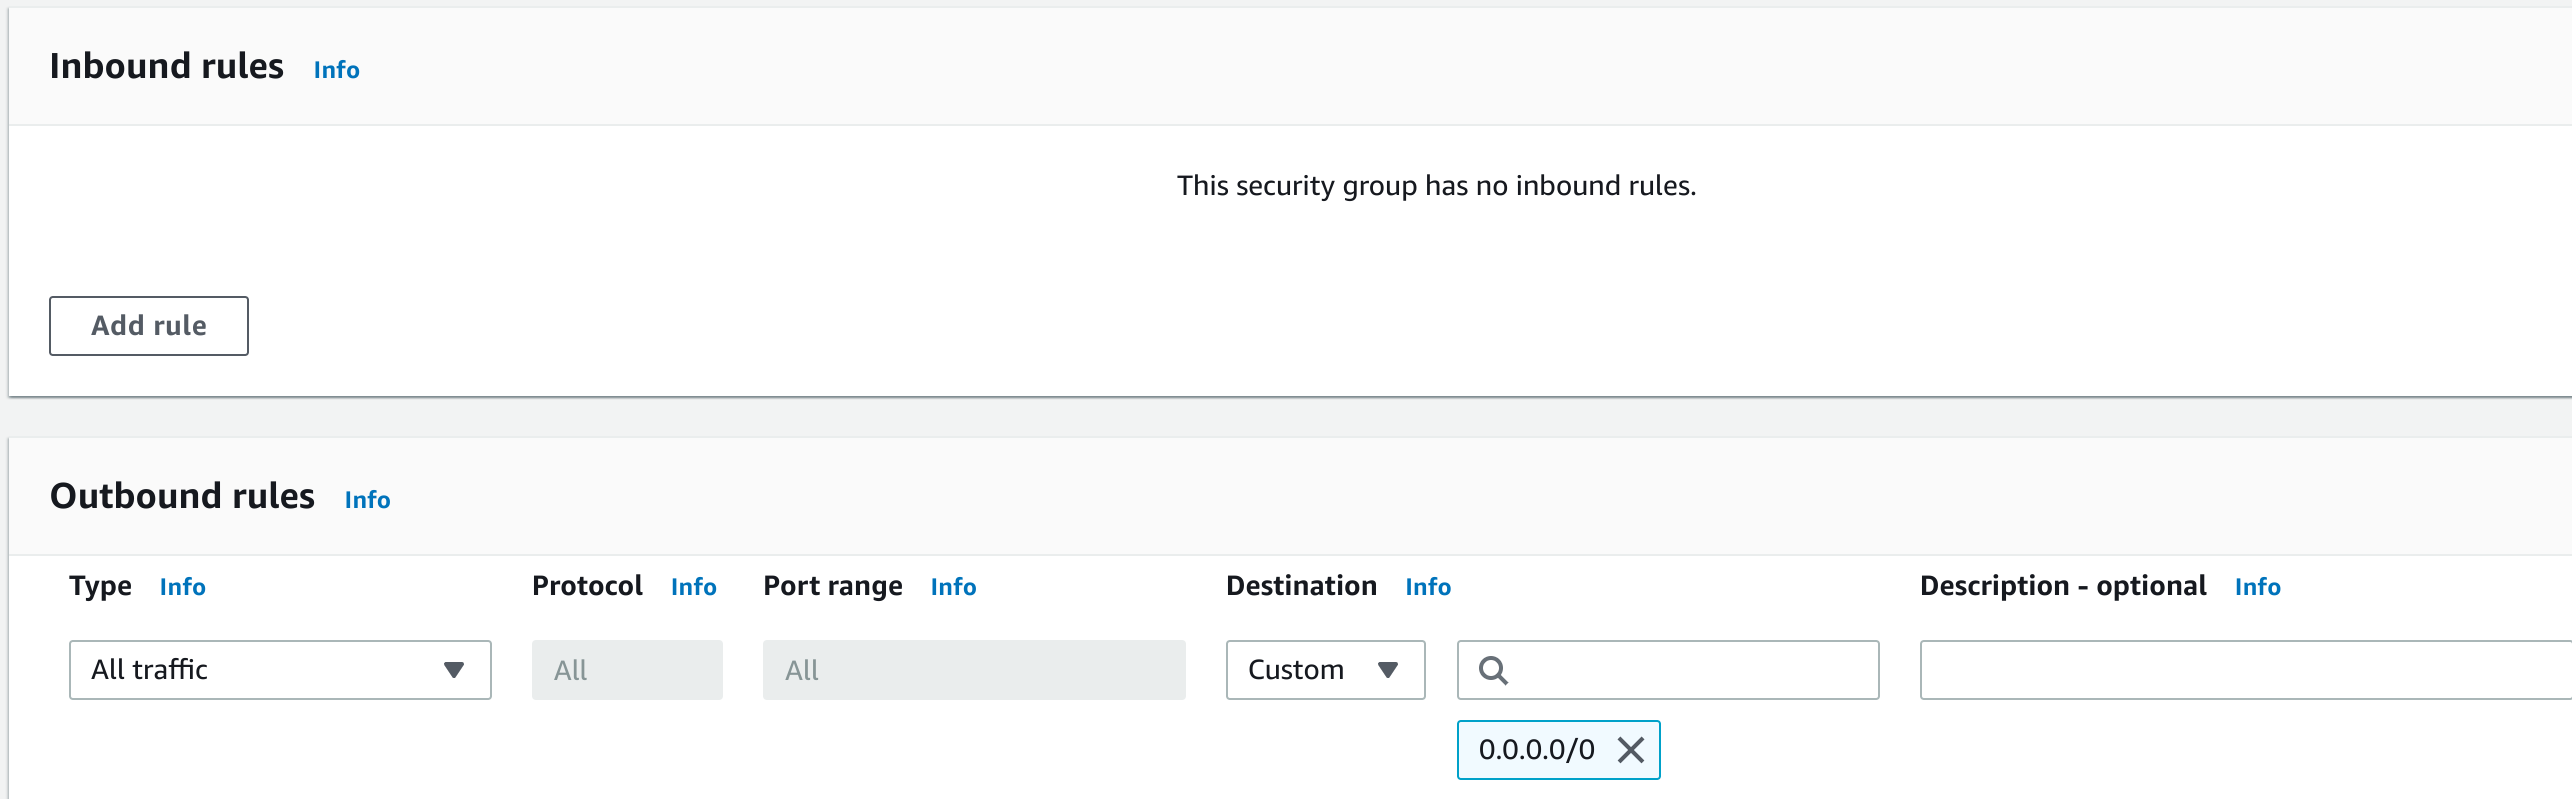 Inbound rules Info
This security group has no inbound rules.
Add rule
Outbound rules Info
Type Info Protocol Info Port range Info Destination Info Description - optional Info
All traffic All All Custom
0.0.0.0/0